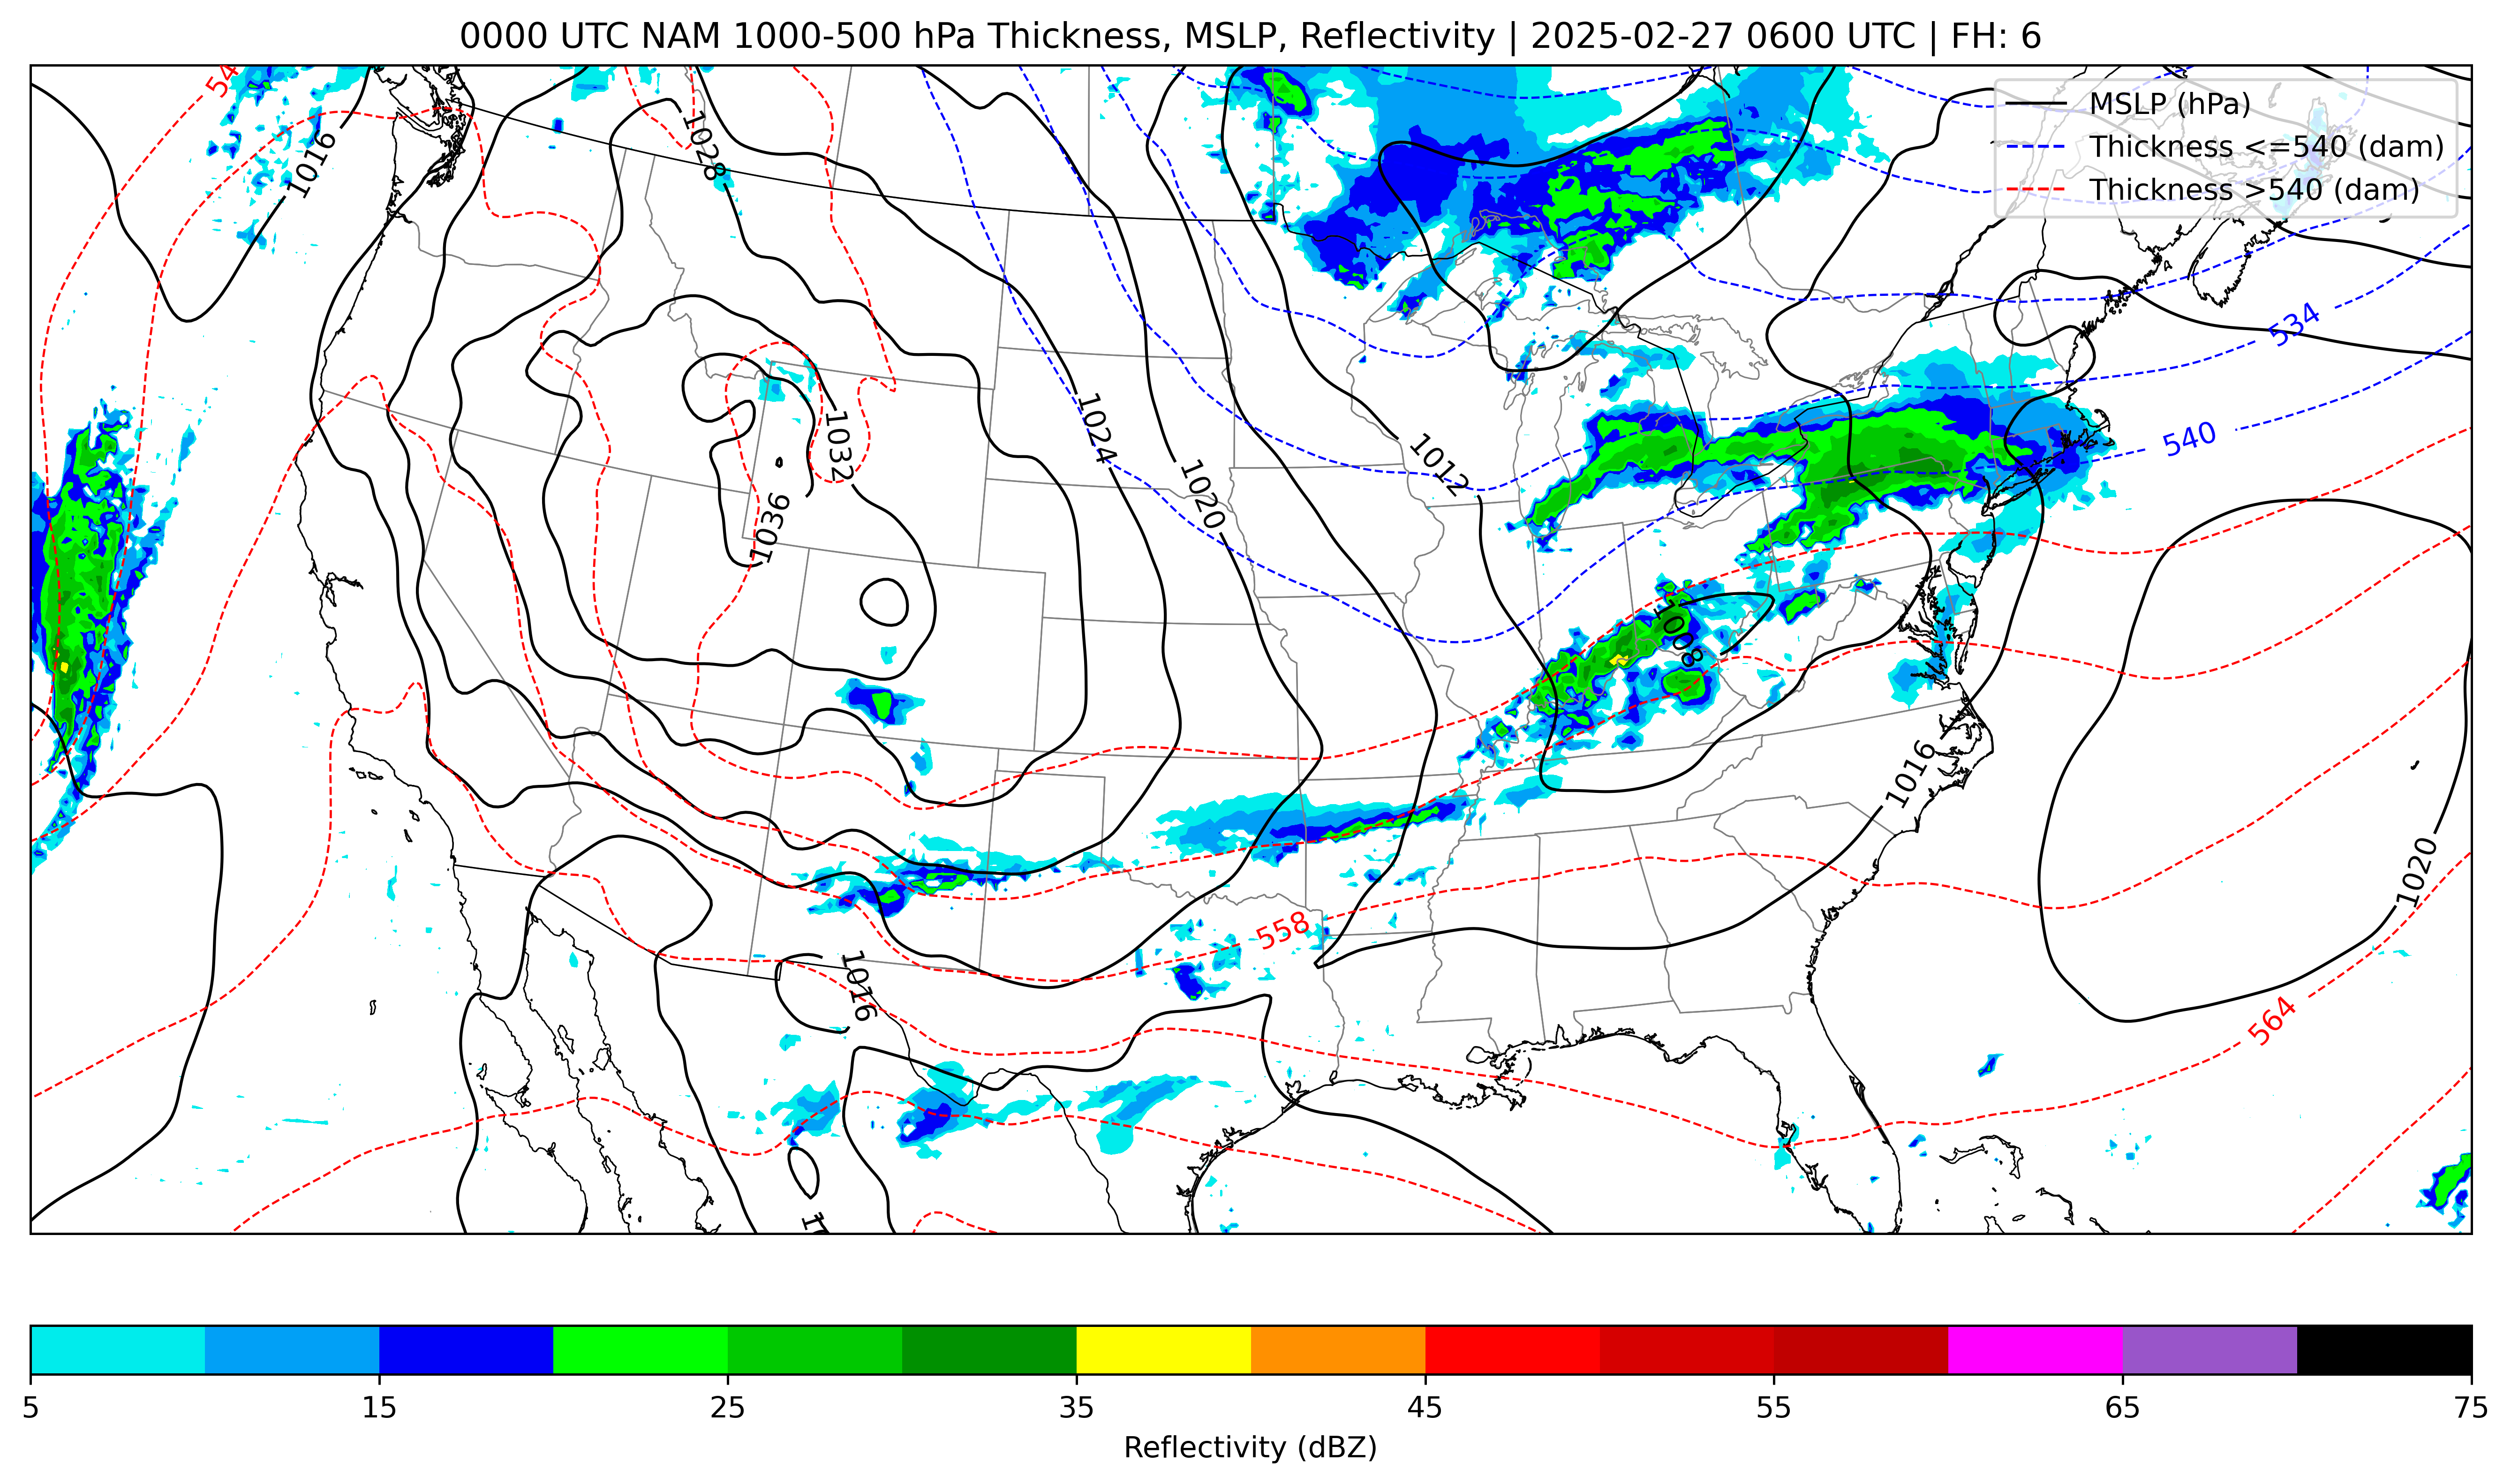 0000 UTC NAM 1000-500 hPa Thickness, MSLP, Reflectivity | 2025-02-27 0600 UTC | FH: 6
MSLP (hPa)
Thickness <=540 (dam)
Thickness >540 (dam)
1016
1028
534
1024
1032
1012
540
1020
1036
1008
1016
1020
558
1016
564
5 15 25 35 45 55 65 75
Reflectivity (dBZ)